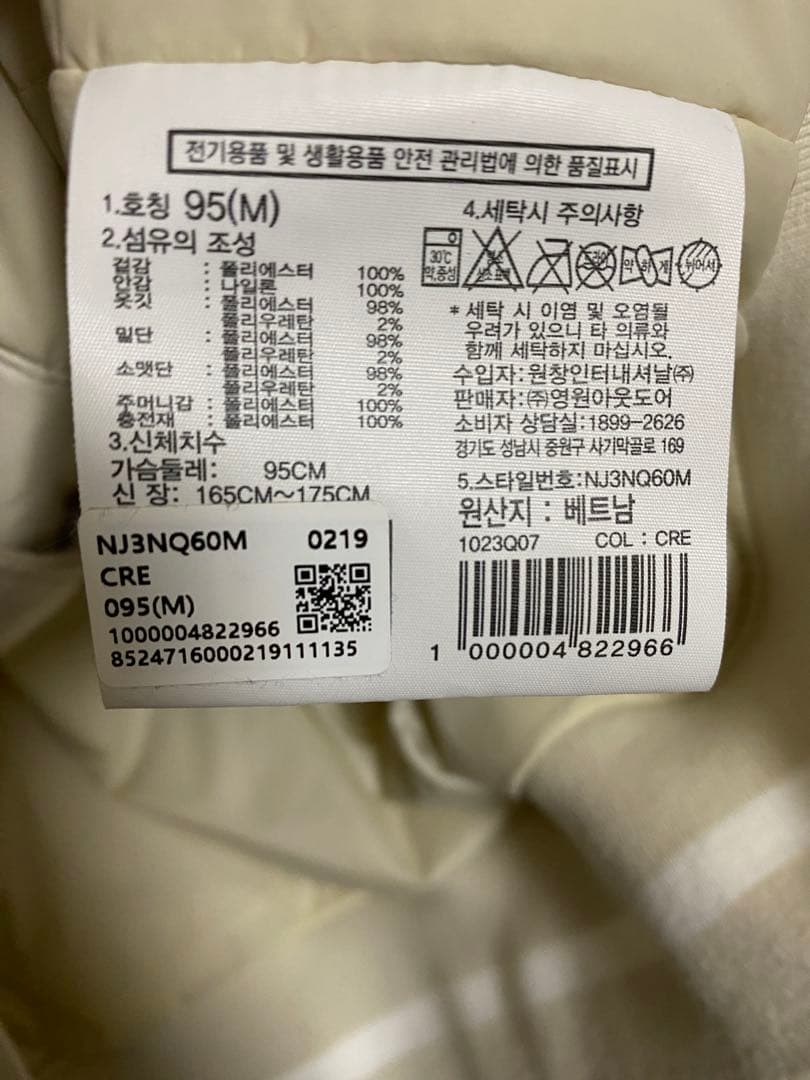 전기용품 및 생활용품 안전 관리법에 의한 품질표시
1.호칭 95(M)
2.섬유의 조성
겉감 : 폴리에스터 100%
안감 : 나일론 100%
옷깃 : 폴리에스터 98%
폴리우레탄 2%
밑단 : 폴리에스터 98%
폴리우레탄 2%
소맷단 : 폴리에스터 98%
폴리우레탄 2%
주머니감 : 폴리에스터 100%
충전재 : 폴리에스터 100%
3.신체치수
가슴둘레: 95CM
신 장: 165CM~175CM
4.세탁시 주의사항
30℃
약.중성
약하게
뉘어서
* 세탁 시 이염 및 오염될
우려가 있으니 타 의류와
함께 세탁하지 마십시오.
수입자:원창인터내셔날㈜
판매자:㈜영원아웃도어
소비자 상담실:1899-2626
경기도 성남시 중원구 사기막골로 169
5.스타일번호:NJ3NQ60M
원산지 : 베트남
1023Q07 COL : CRE
1 000004 822966
NJ3NQ60M 0219
CRE
095(M)
1000004822966
8524716000219111135